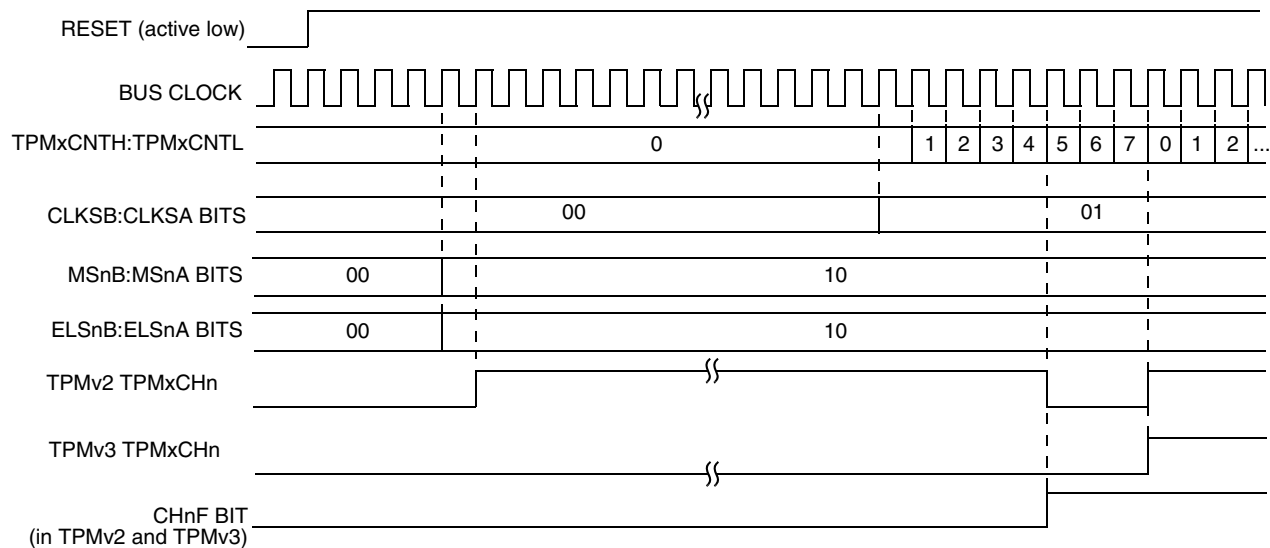 RESET (active low)
BUS CLOCK
TPMxCNTH:TPMxCNTL 0 1 2 3 4 5 6 7 0 1 2 ...
CLKSB:CLKSA BITS 00 01
MSnB:MSnA BITS 00 10
ELSnB:ELSnA BITS 00 10
TPMv2 TPMxCHn
TPMv3 TPMxCHn
CHnF BIT
(in TPMv2 and TPMv3)